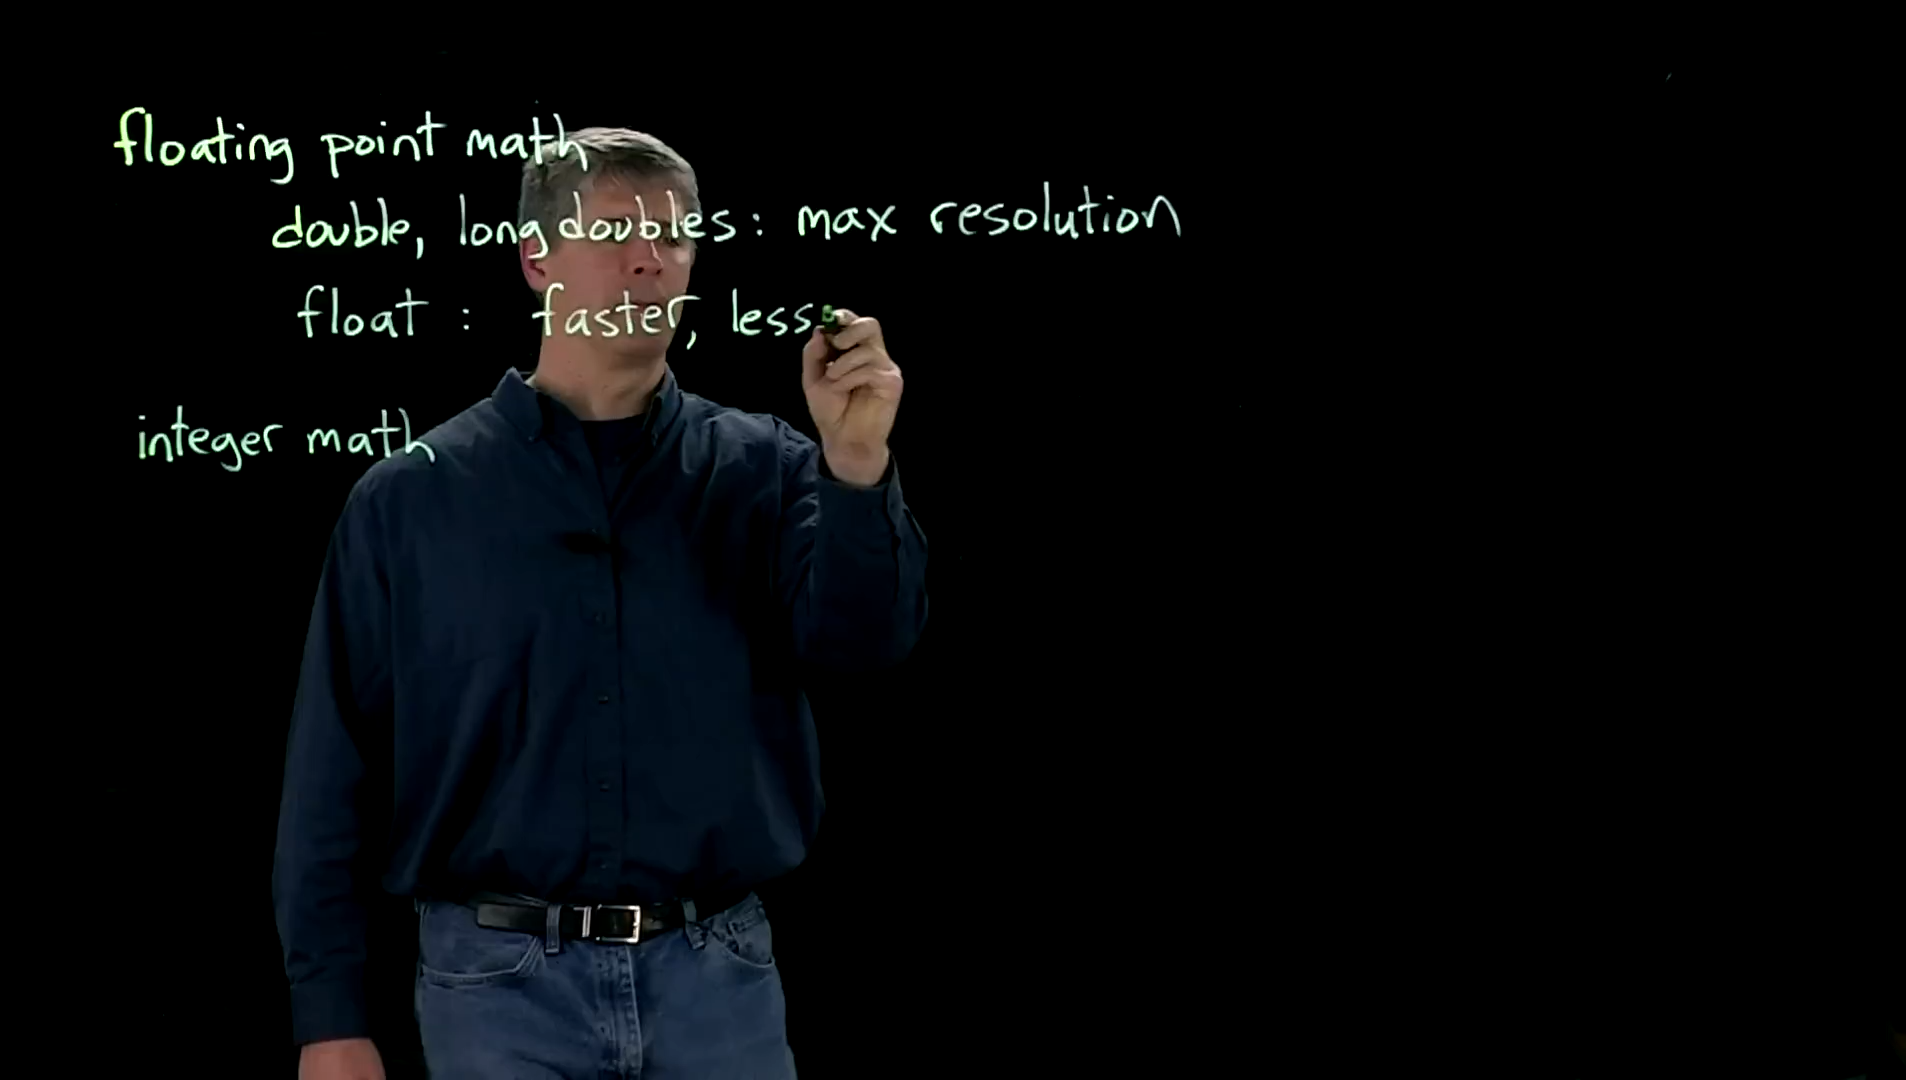 floating point math
double, long doubles: max resolution
float : faster, less
integer math